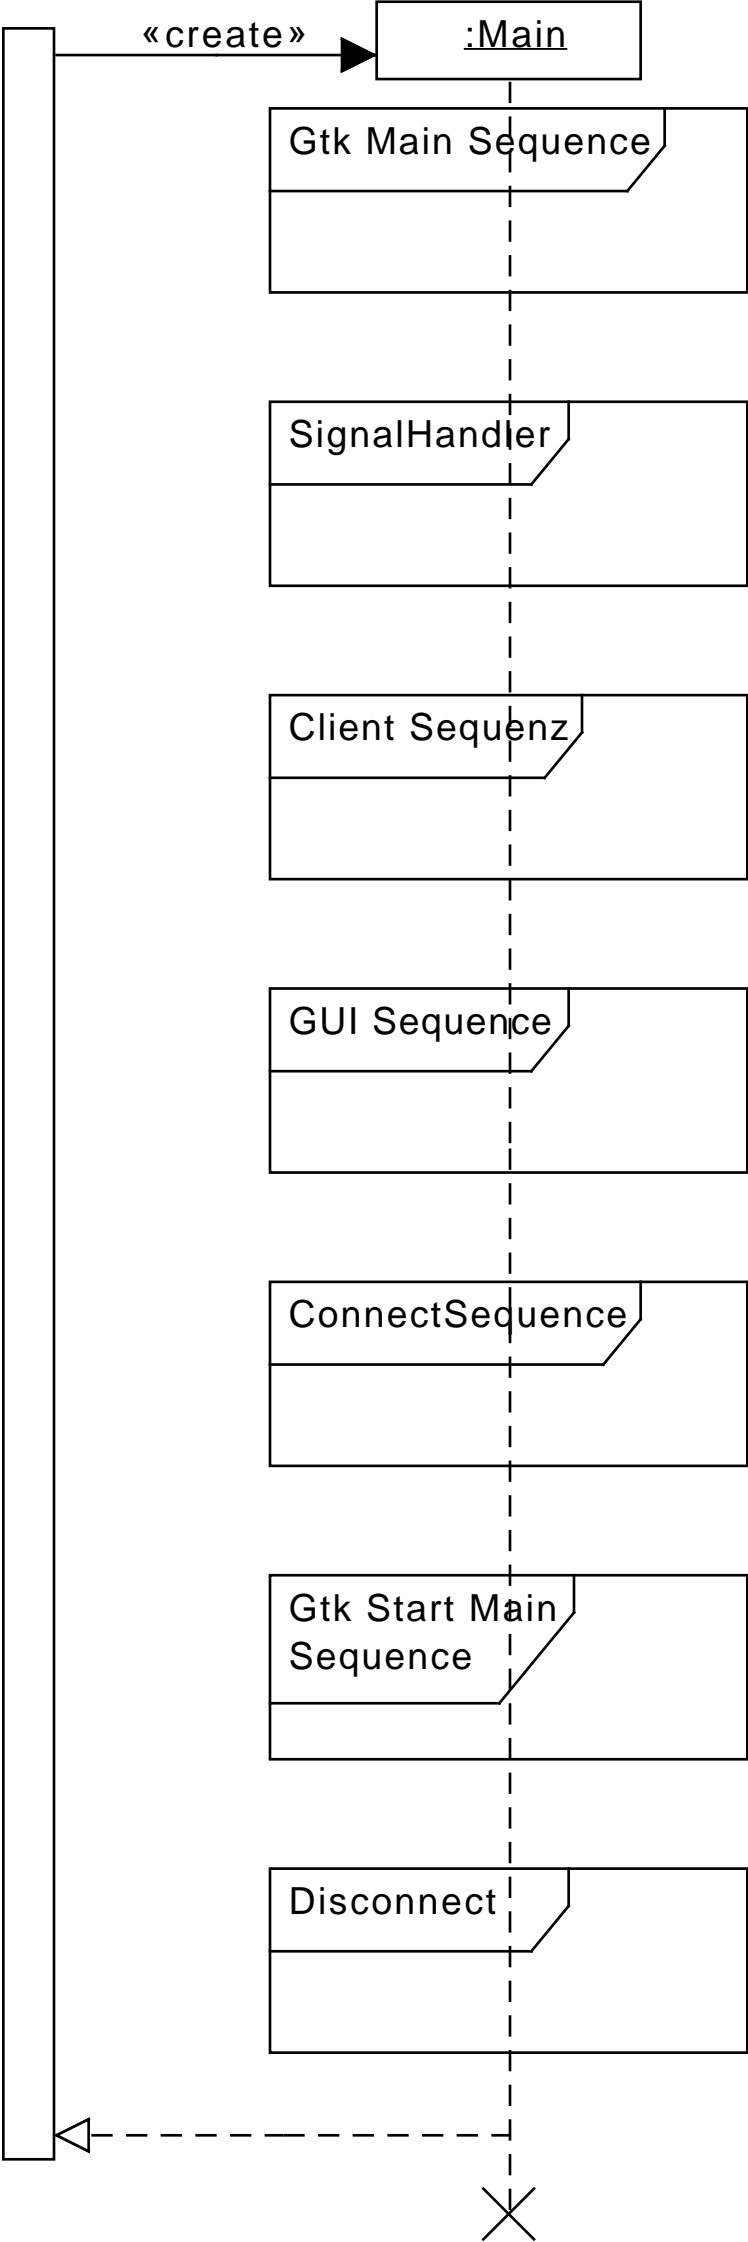 «create»
:Main
Gtk Main Sequence
SignalHandler
Client Sequenz
GUI Sequence
ConnectSequence
Gtk Start Main
Sequence
Disconnect